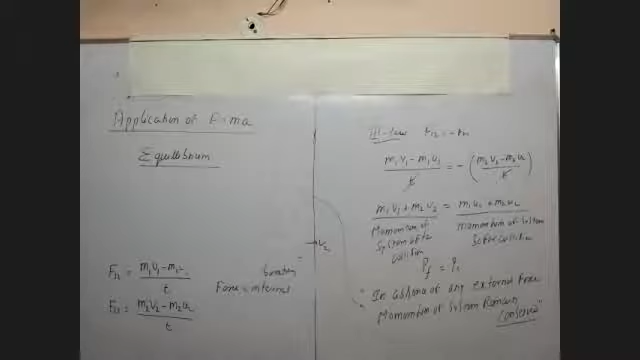 Application of F=ma
Equilibrium
F12 = m1V1 - m1u1 / t
Force = internal
F21 = m2V2 - m2u2 / t
V2
III-law F12 = -F21
m1V1 - m1u1 / t = - (m2V2 - m2u2 / t)
m1V1 + m2V2 = m1u1 + m2u2
Momentum of Momentum of System
System after before collision
collision
Pf = Pi
" In absence of any external Force
Momentum of System Remains
Conserve"